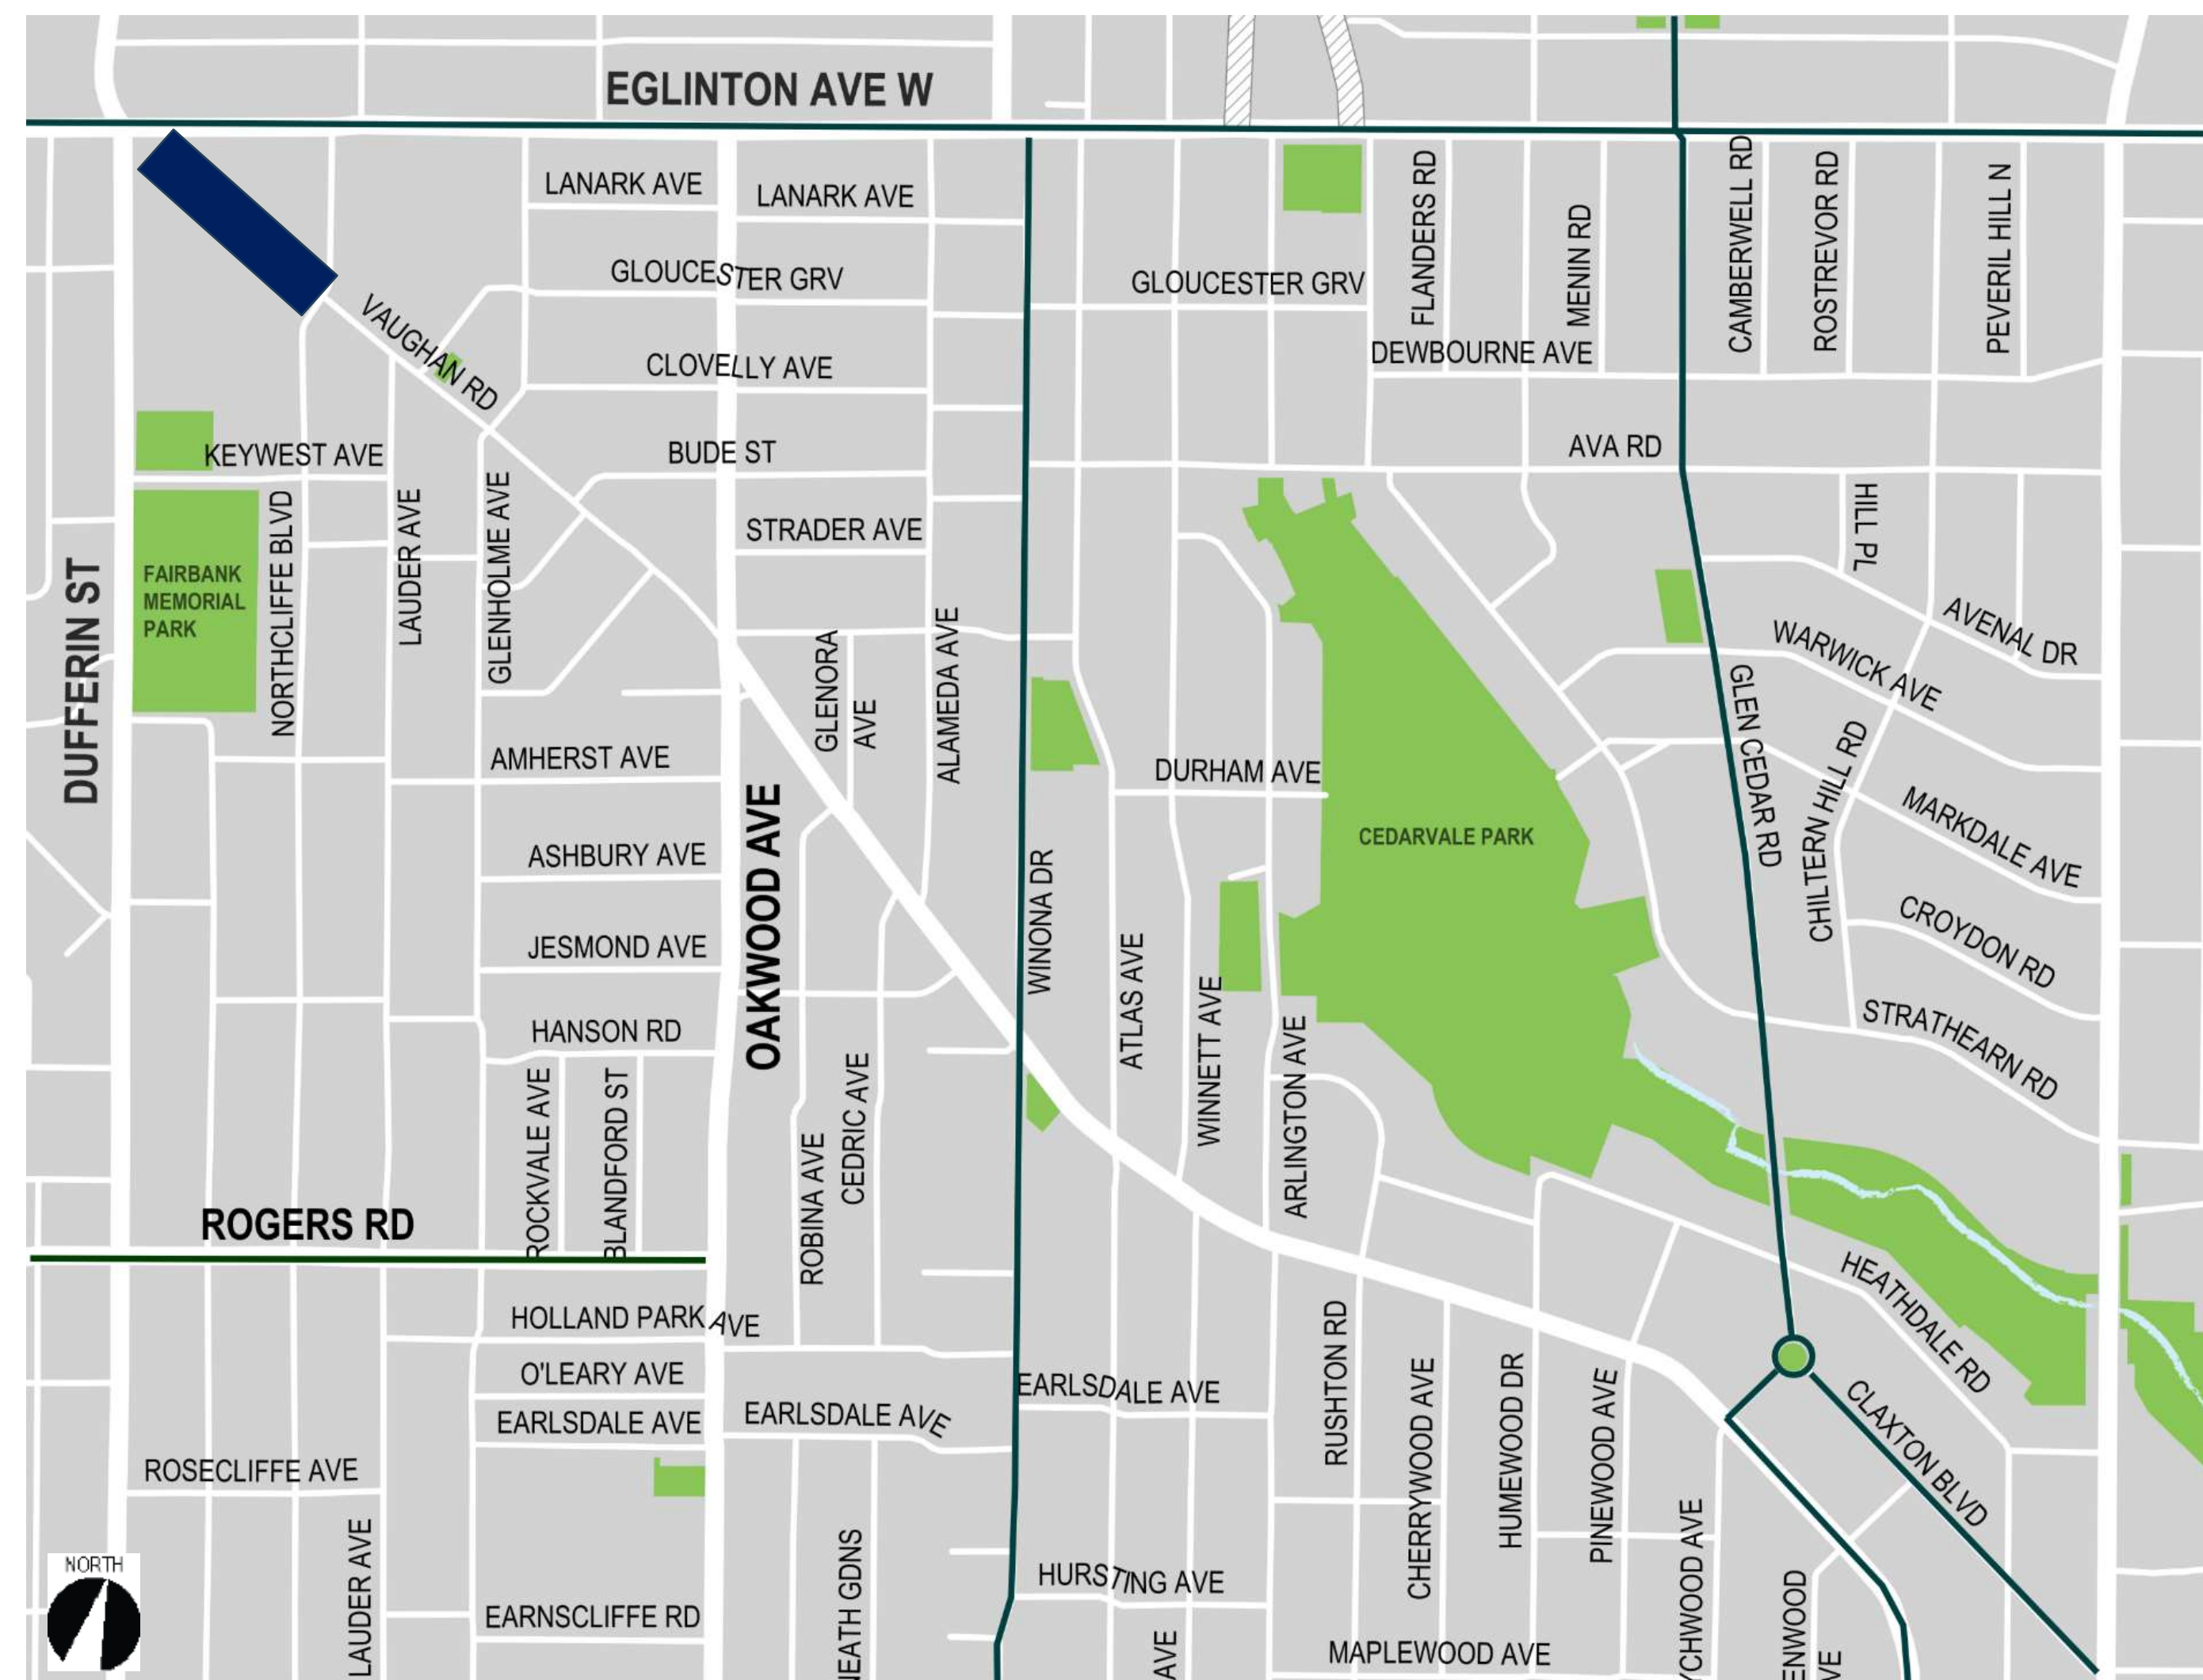 EGLINTON AVE W
LANARK AVE
LANARK AVE
GLOUCESTER GRV
GLOUCESTER GRV
FLANDERS RD
MENIN RD
CAMBERWELL RD
ROSTREVOR RD
PEVERIL HILL N
VAUGHAN RD
CLOVELLY AVE
DEWBOURNE AVE
KEYWEST AVE
BUDE ST
AVA RD
STRADER AVE
HILL PL
FAIRBANK
MEMORIAL
PARK
DUFFERIN ST
NORTHCLIFFE BLVD
LAUDER AVE
GLENHOLME AVE
GLENORA
AVE
ALAMEDA AVE
AVENAL DR
WARWICK AVE
GLEN CEDAR RD
CHILTERN HILL RD
AMHERST AVE
DURHAM AVE
OAKWOOD AVE
CEDARVALE PARK
MARKDALE AVE
ASHBURY AVE
WINONA DR
CROYDON RD
JESMOND AVE
ATLAS AVE
WINNETT AVE
ARLINGTON AVE
STRATHEARN RD
HANSON RD
ROCKVALE AVE
BLANDFORD ST
CEDRIC AVE
ROBINA AVE
ROGERS RD
HEATHDALE RD
HOLLAND PARK AVE
O'LEARY AVE
EARLSDALE AVE
EARLSDALE AVE
EARLSDALE AVE
RUSHTON RD
CHERRYWOOD AVE
HUMEWOOD DR
PINEWOOD AVE
CLAXTON BLVD
ROSECLIFFE AVE
LAUDER AVE
NORTH
EARNSCLIFFE RD
NEATH GDNS
HURSTING AVE
AVE
MAPLEWOOD AVE
YCHWOOD AVE
ENWOOD
VE